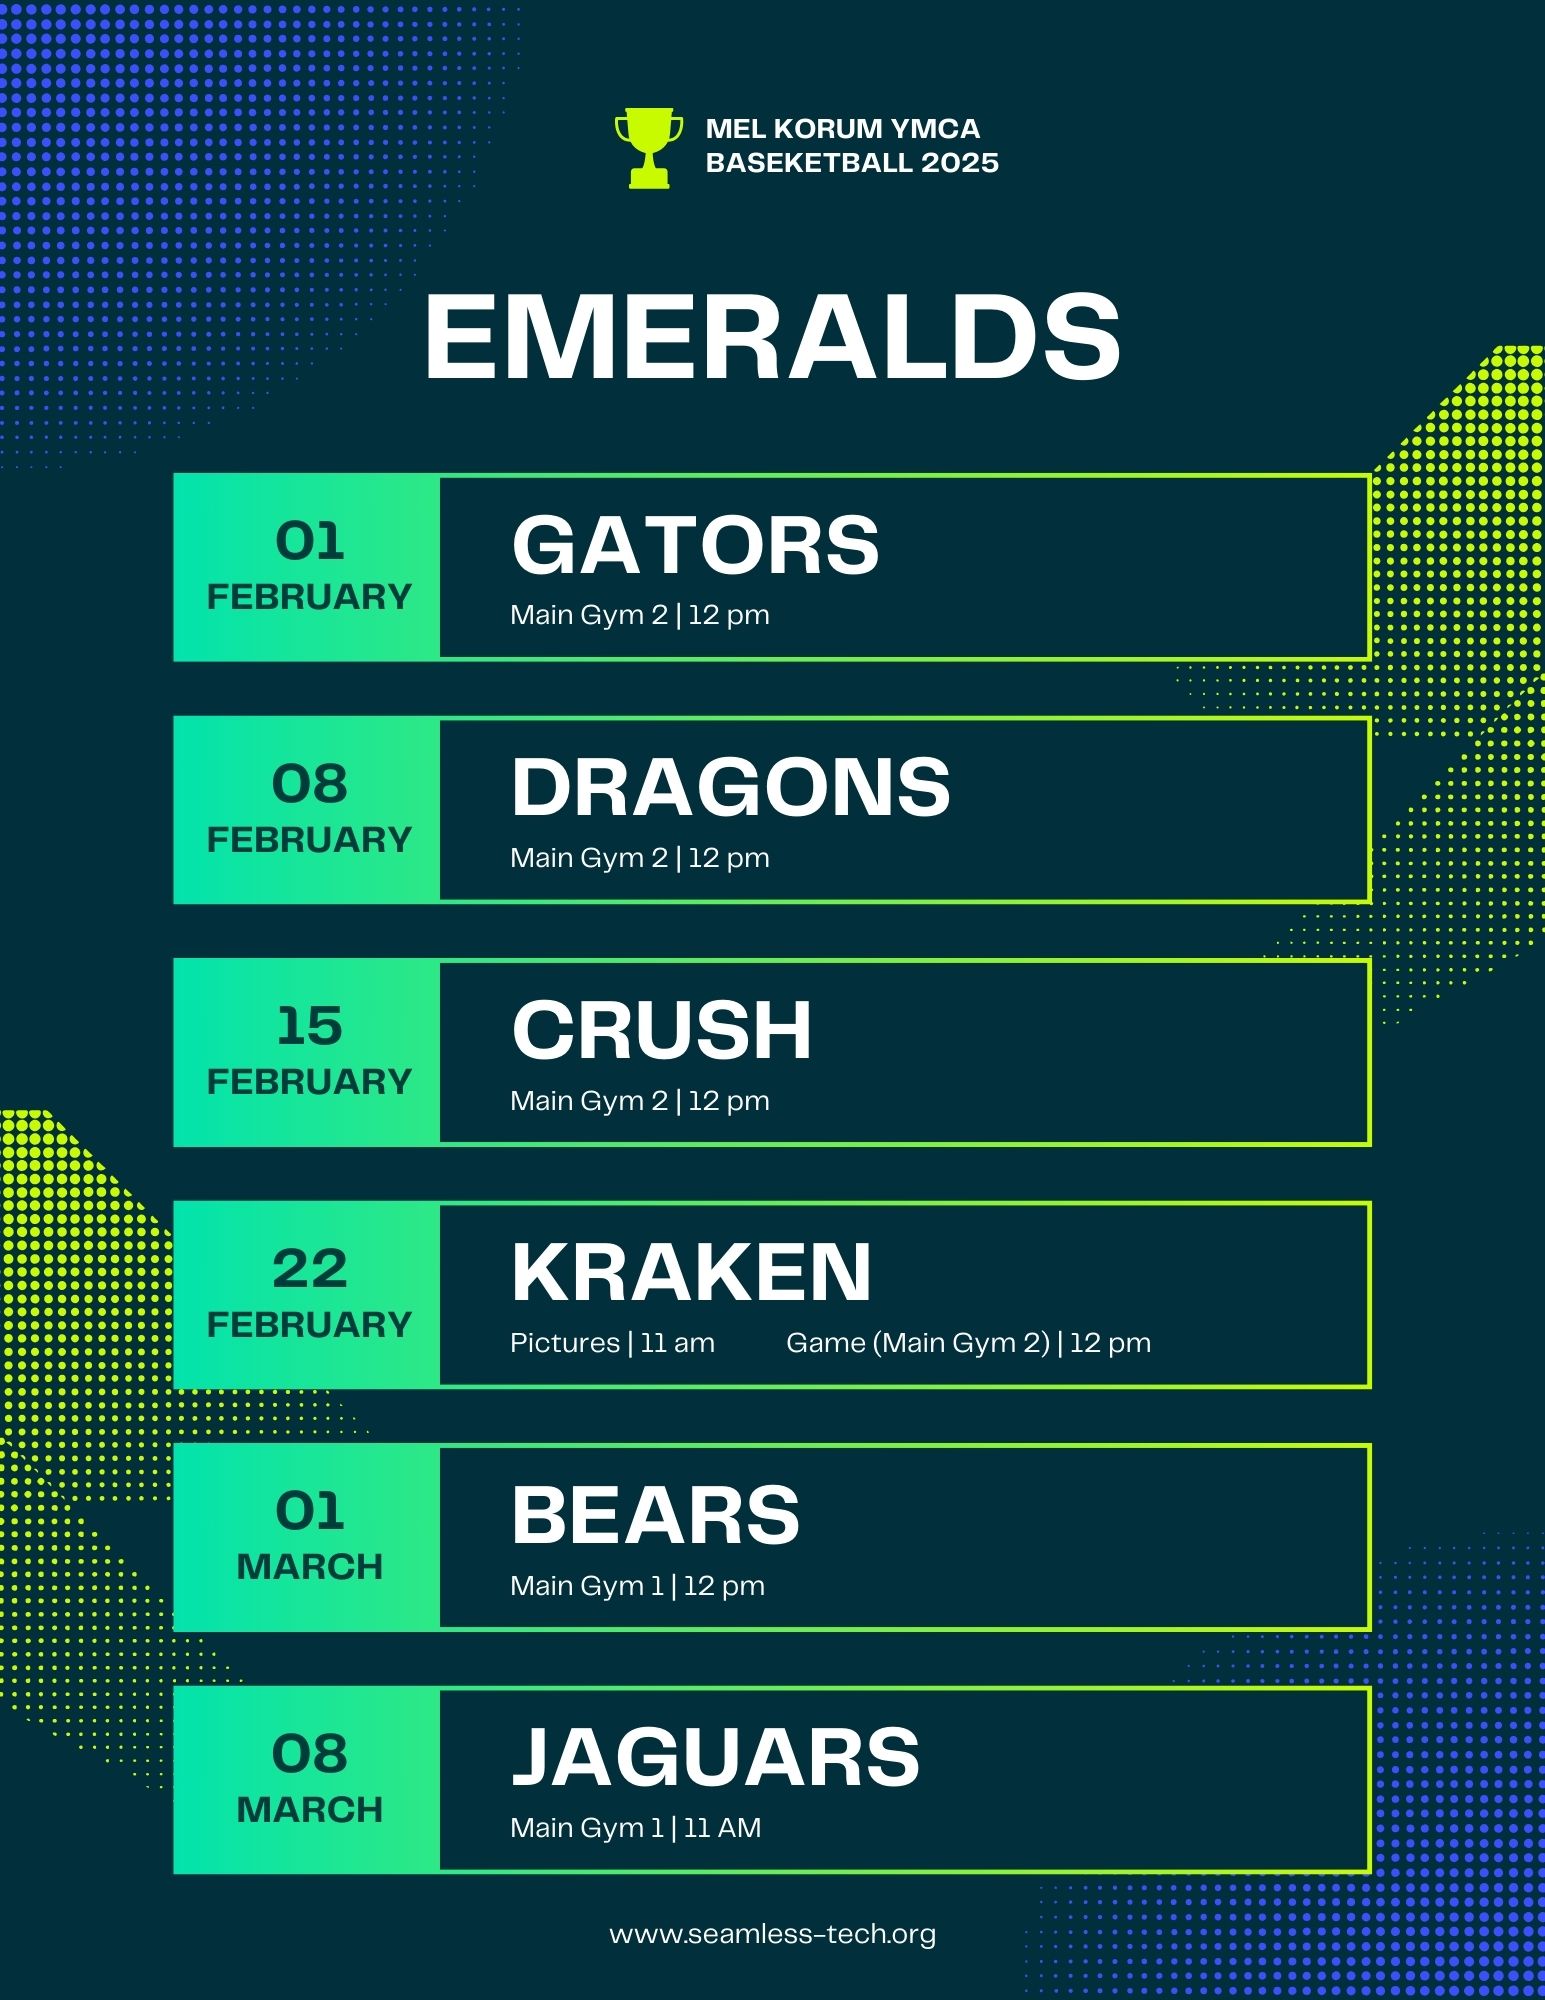 MEL KORUM YMCA
BASEKETBALL 2025
EMERALDS
01
FEBRUARY
GATORS
Main Gym 2 | 12 pm
08
FEBRUARY
DRAGONS
Main Gym 2 | 12 pm
15
FEBRUARY
CRUSH
Main Gym 2 | 12 pm
22
FEBRUARY
KRAKEN
Pictures | 11 am Game (Main Gym 2) | 12 pm
01
MARCH
BEARS
Main Gym 1 | 12 pm
08
MARCH
JAGUARS
Main Gym 1 | 11 AM
www.seamless-tech.org